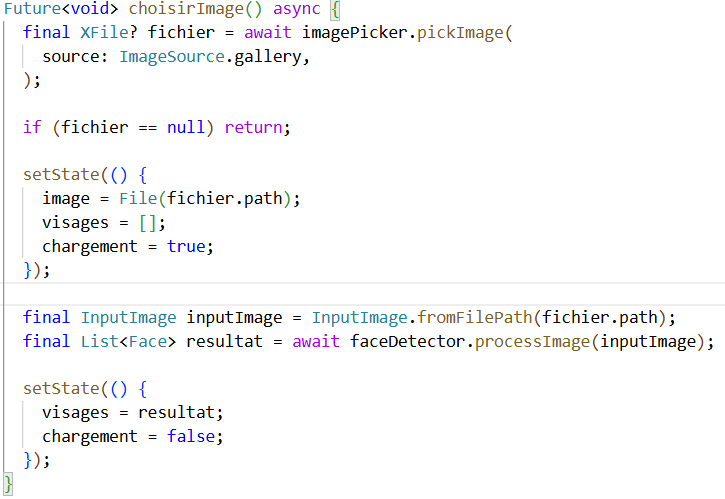 Future<void> choisirImage() async {
  final XFile? fichier = await imagePicker.pickImage(
    source: ImageSource.gallery,
  );

  if (fichier == null) return;

  setState(() {
    image = File(fichier.path);
    visages = [];
    chargement = true;
  });

  final InputImage inputImage = InputImage.fromFilePath(fichier.path);
  final List<Face> resultat = await faceDetector.processImage(inputImage);

  setState(() {
    visages = resultat;
    chargement = false;
  });
}